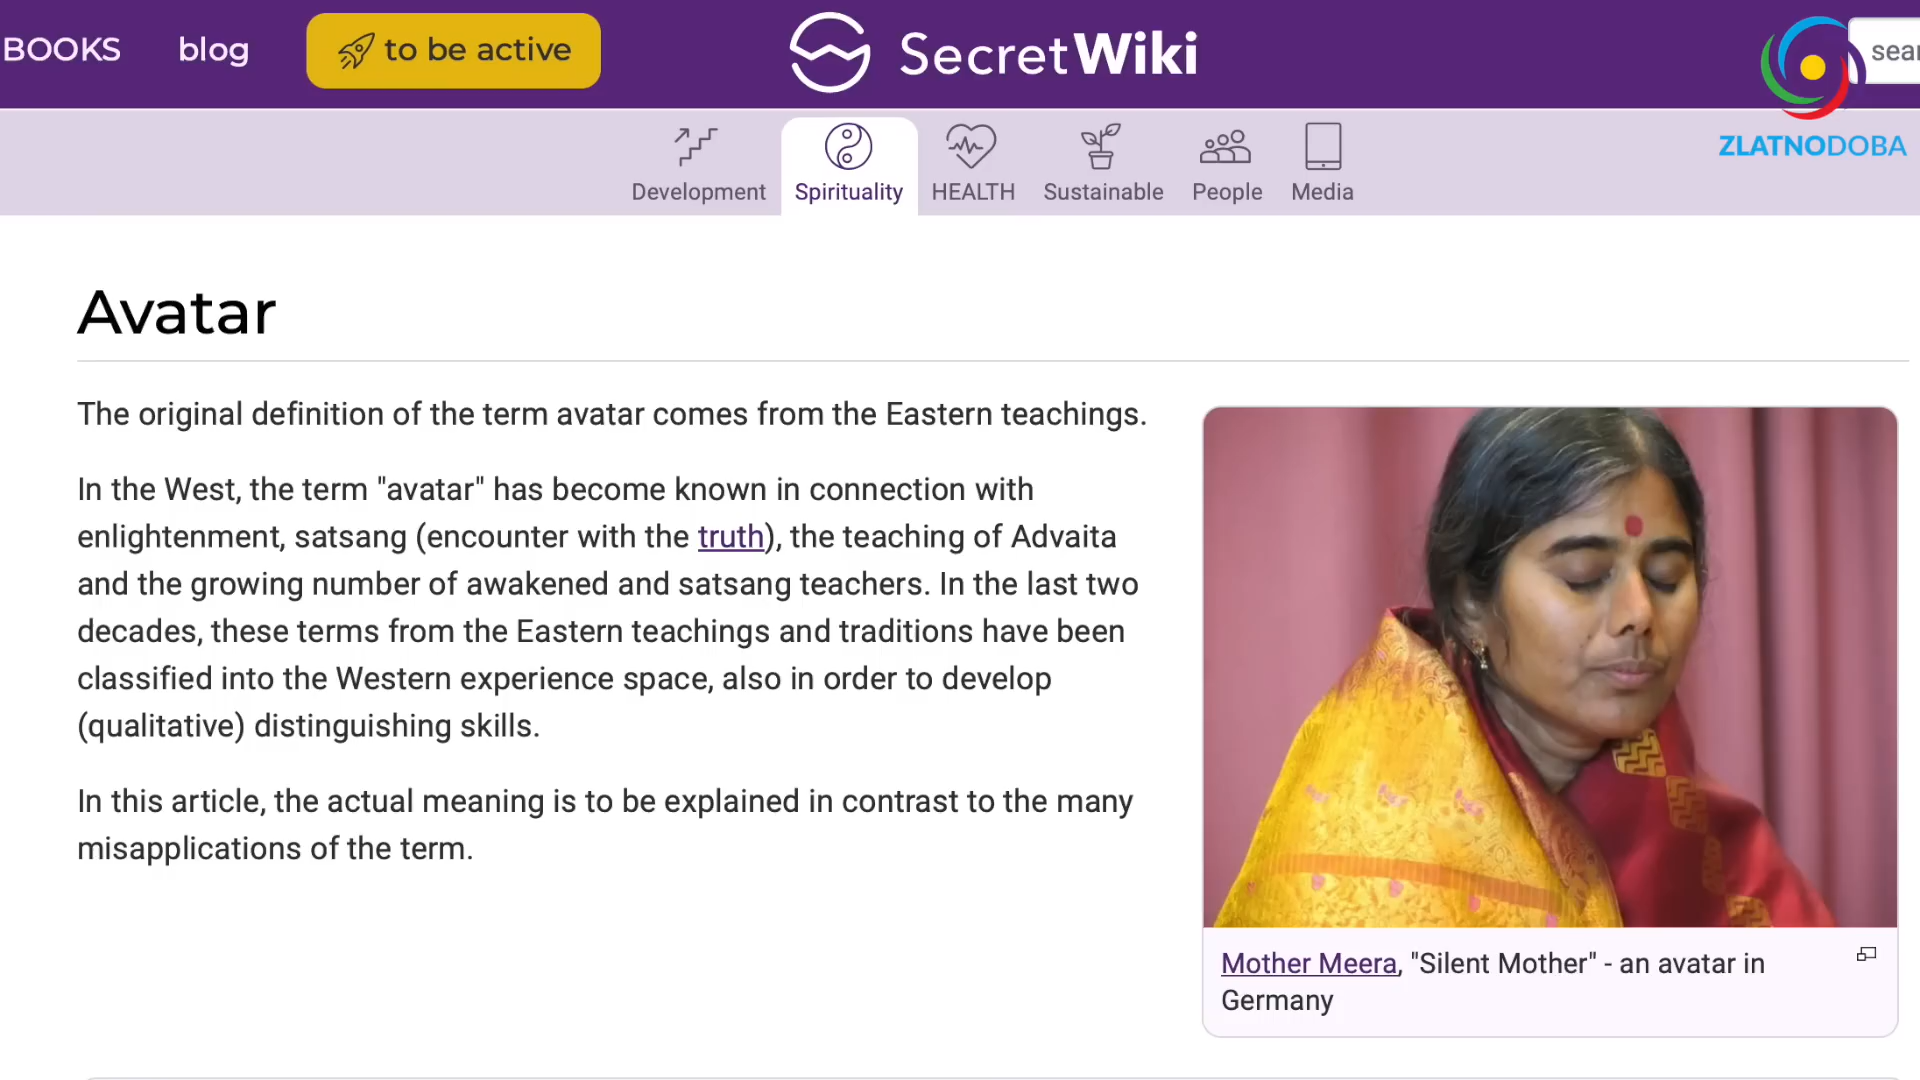 BOOKS
blog
to be active
SecretWiki
sear
ZLATNODOBA
Development
Spirituality
HEALTH
Sustainable
People
Media
Avatar
The original definition of the term avatar comes from the Eastern teachings.
In the West, the term "avatar" has become known in connection with
enlightenment, satsang (encounter with the truth), the teaching of Advaita
and the growing number of awakened and satsang teachers. In the last two
decades, these terms from the Eastern teachings and traditions have been
classified into the Western experience space, also in order to develop
(qualitative) distinguishing skills.
In this article, the actual meaning is to be explained in contrast to the many
misapplications of the term.
Mother Meera, "Silent Mother" - an avatar in
Germany